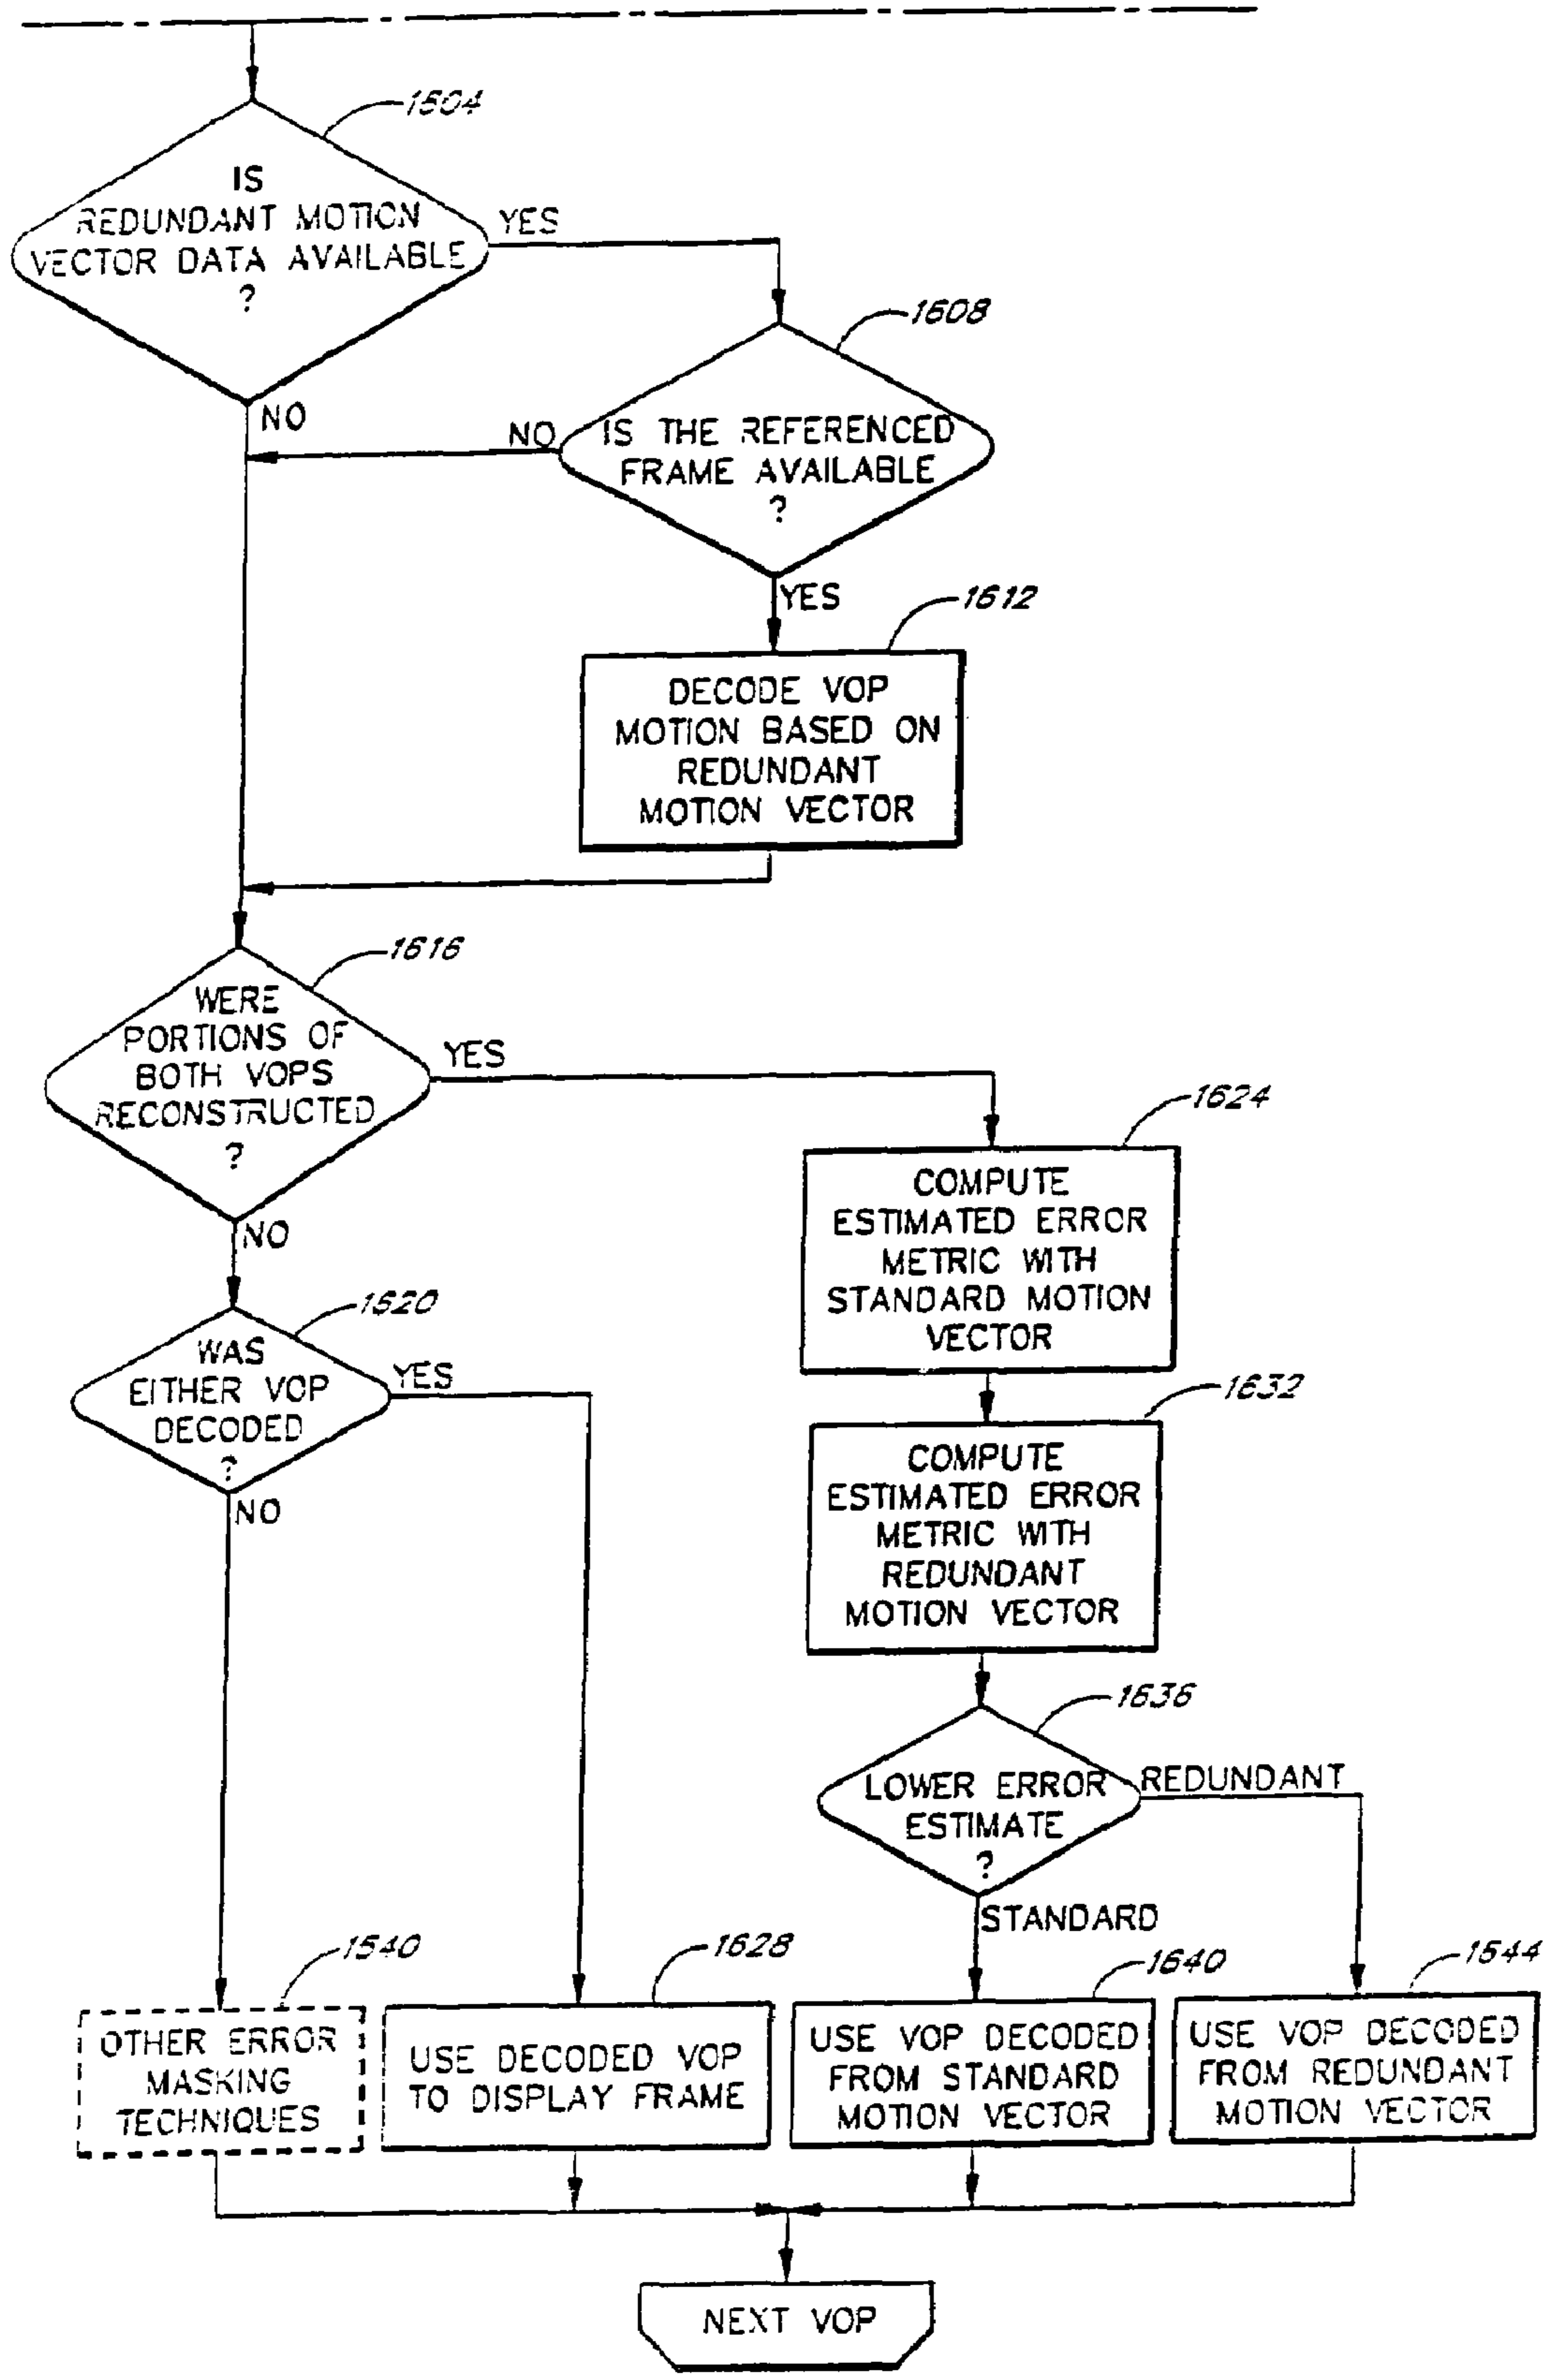 1604
IS
REDUNDANT MOTION
VECTOR DATA AVAILABLE
?
YES
NO
1608
IS THE REFERENCED
FRAME AVAILABLE
?
NO
YES
1612
DECODE VOP
MOTION BASED ON
REDUNDANT
MOTION VECTOR
1616
WERE
PORTIONS OF
BOTH VOPS
RECONSTRUCTED
?
YES
NO
1620
WAS
EITHER VOP
DECODED
?
YES
NO
1624
COMPUTE
ESTIMATED ERROR
METRIC WITH
STANDARD MOTION
VECTOR
1632
COMPUTE
ESTIMATED ERROR
METRIC WITH
REDUNDANT
MOTION VECTOR
1636
LOWER ERROR
ESTIMATE
?
REDUNDANT
STANDARD
1540
OTHER ERROR
MASKING
TECHNIQUES
1628
USE DECODED VOP
TO DISPLAY FRAME
1640
USE VOP DECODED
FROM STANDARD
MOTION VECTOR
1644
USE VOP DECODED
FROM REDUNDANT
MOTION VECTOR
NEXT VOP